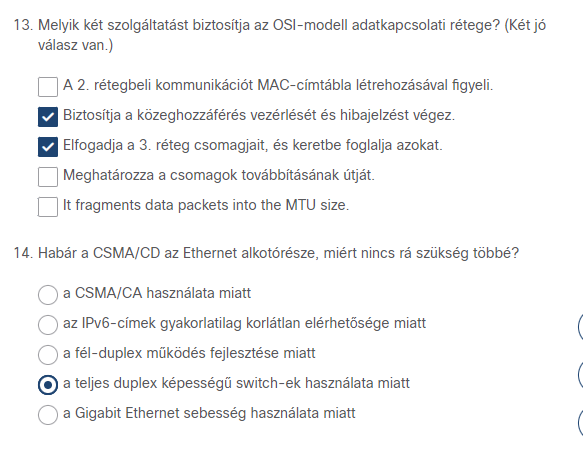 13. Melyik két szolgáltatást biztosítja az OSI-modell adatkapcsolati rétege? (Két jó
válasz van.)
A 2. rétegbeli kommunikációt MAC-címtábla létrehozásával figyeli.
Biztosítja a közeghozzáférés vezérlését és hibajelzést végez.
Elfogadja a 3. réteg csomagjait, és keretbe foglalja azokat.
Meghatározza a csomagok továbbításának útját.
It fragments data packets into the MTU size.
14. Habár a CSMA/CD az Ethernet alkotórésze, miért nincs rá szükség többé?
a CSMA/CA használata miatt
az IPv6-címek gyakorlatilag korlátlan elérhetősége miatt
a fél-duplex működés fejlesztése miatt
a teljes duplex képességű switch-ek használata miatt
a Gigabit Ethernet sebesség használata miatt